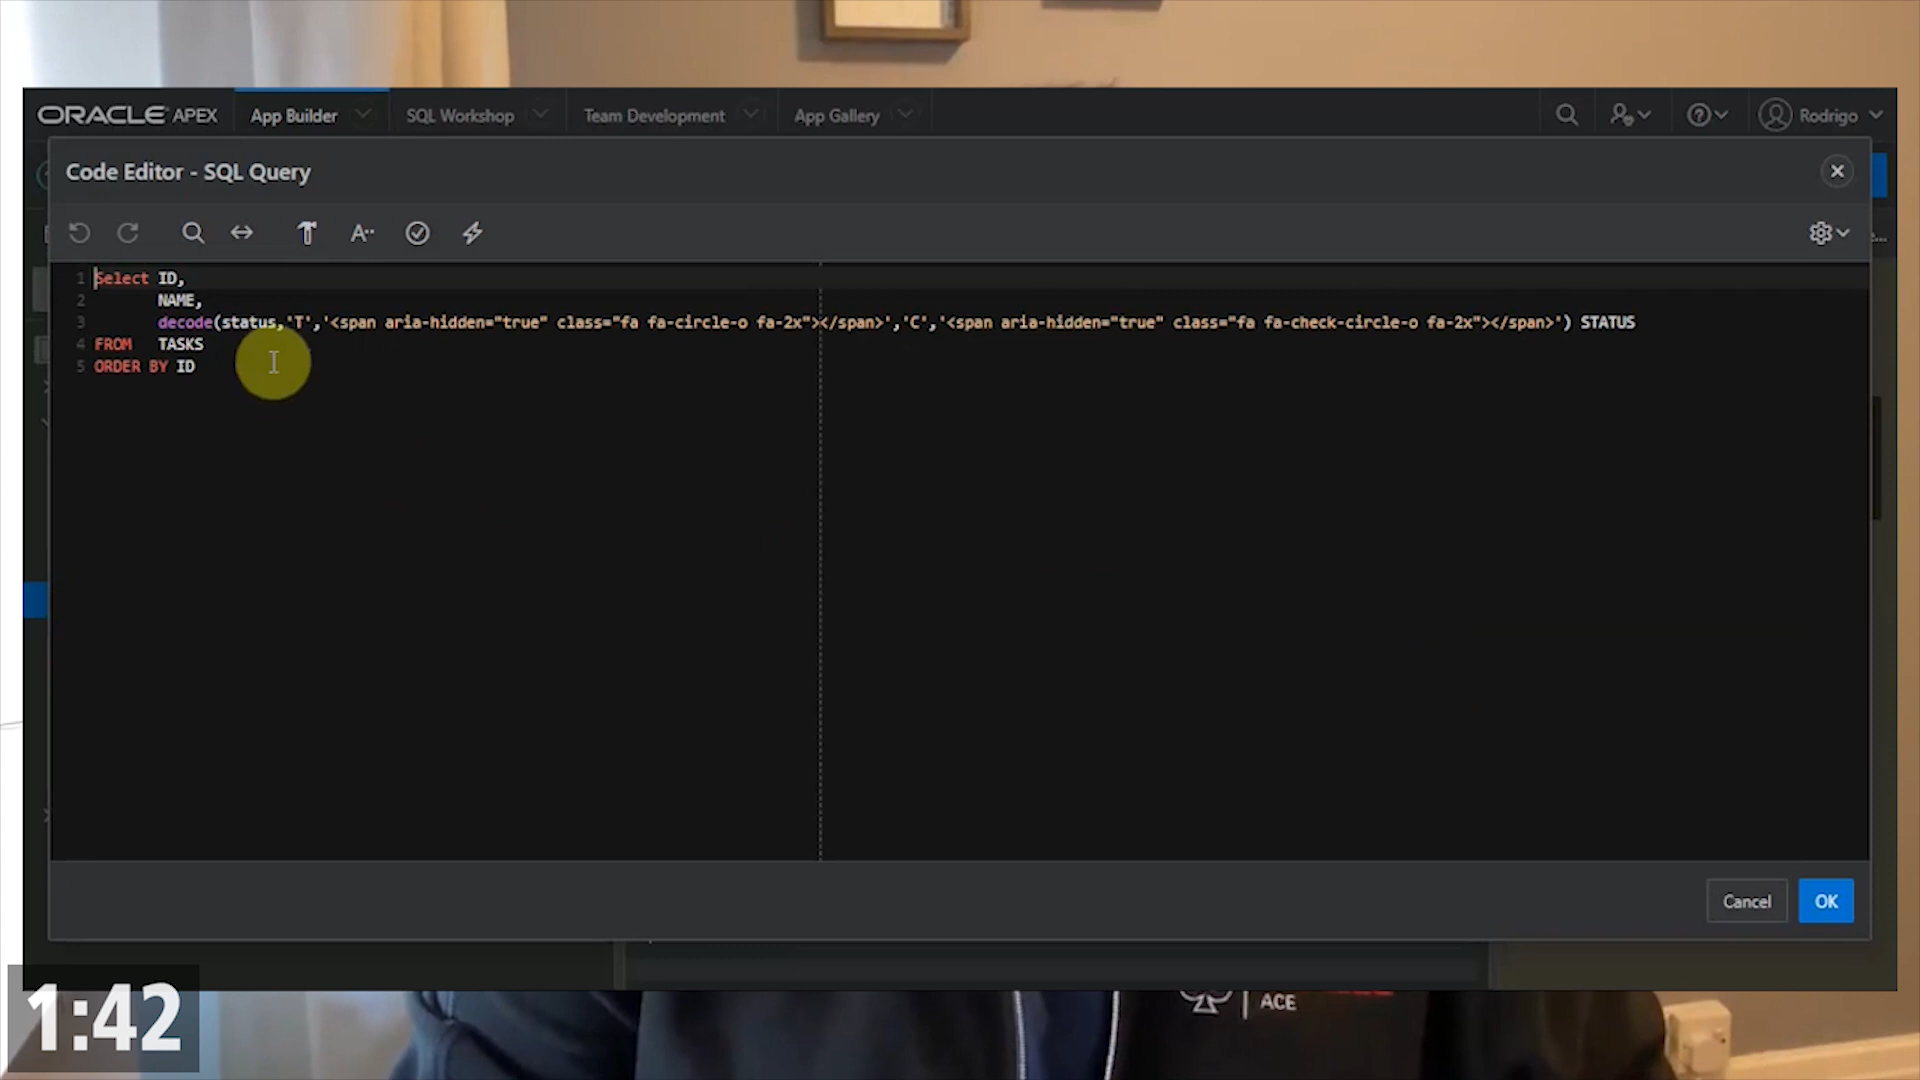 ORACLE APEX App Builder SQL Workshop Team Development App Gallery Rodrigo
Code Editor - SQL Query
1 Select ID,
2 NAME,
3 decode(status,'T','<span aria-hidden="true" class="fa fa-circle-o fa-2x"></span>','C','<span aria-hidden="true" class="fa fa-check-circle-o fa-2x"></span>') STATUS
4 FROM TASKS
5 ORDER BY ID
Cancel OK
1:42
ACE